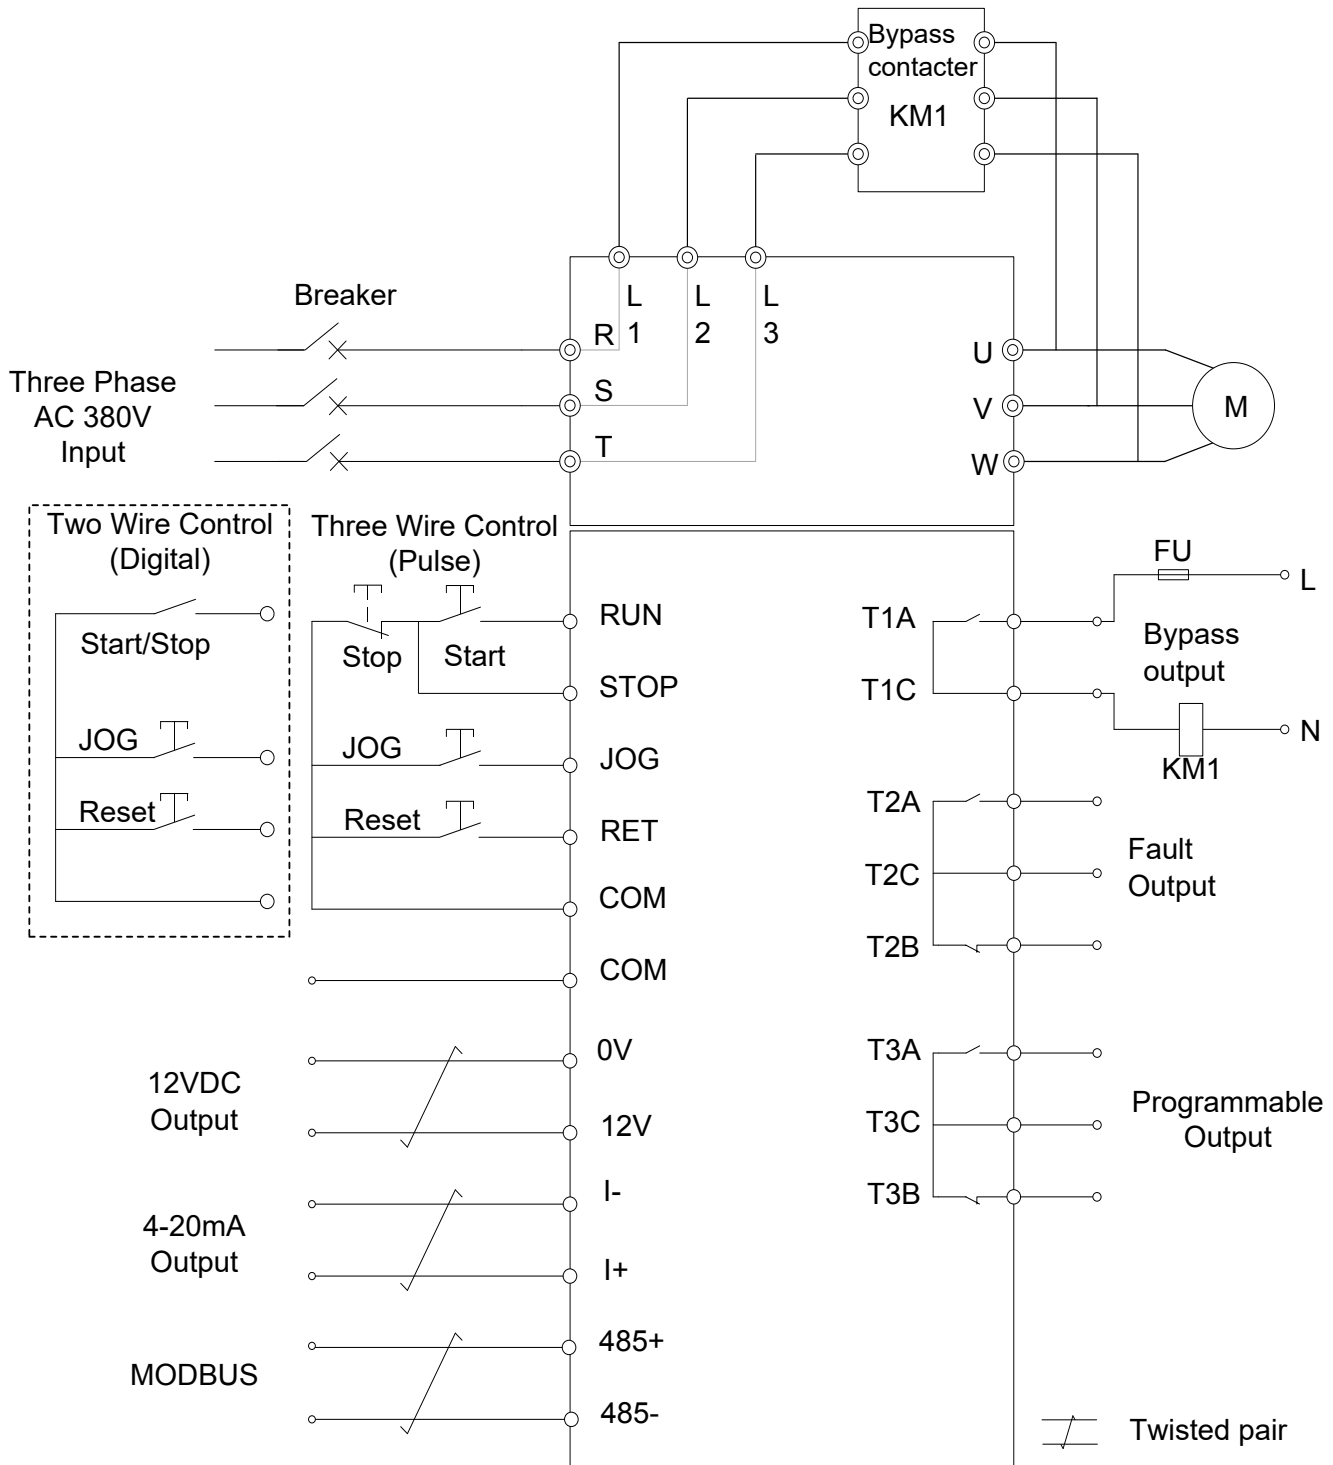 Bypass
contacter
KM1
Breaker
L
1
L
2
L
3
R
S
T
U
V
W
M
Three Phase
AC 380V
Input
Two Wire Control
(Digital)
Start/Stop
JOG
Reset
Three Wire Control
(Pulse)
Stop
Start
JOG
Reset
RUN
STOP
JOG
RET
COM
COM
0V
12V
I-
I+
485+
485-
12VDC
Output
4-20mA
Output
MODBUS
T1A
T1C
T2A
T2C
T2B
T3A
T3C
T3B
FU
L
Bypass
output
N
KM1
Fault
Output
Programmable
Output
Twisted pair